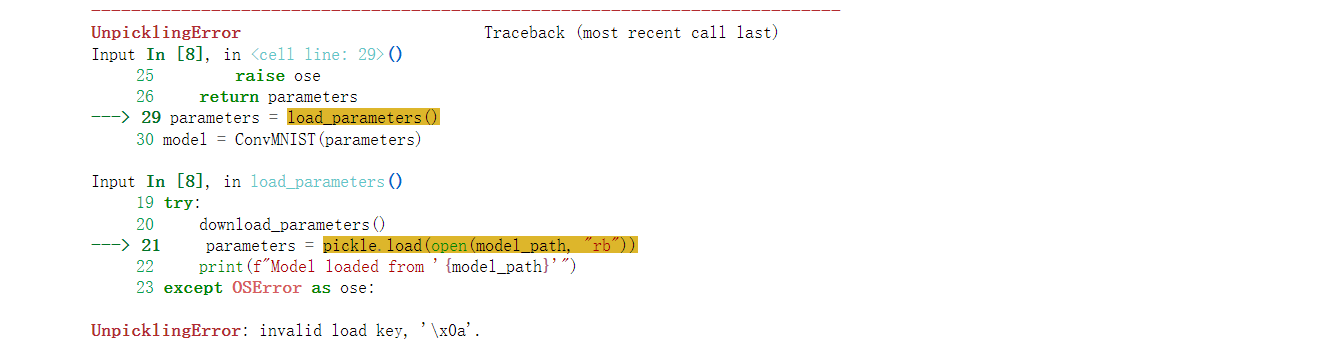 ---------------------------------------------------------------------------
UnpicklingError                           Traceback (most recent call last)
Input In [8], in <cell line: 29>()
     25         raise ose
     26     return parameters
---> 29 parameters = load_parameters()
     30 model = ConvMNIST(parameters)
Input In [8], in load_parameters()
     19 try:
     20     download_parameters()
---> 21     parameters = pickle.load(open(model_path, "rb"))
     22     print(f"Model loaded from '{model_path}'")
     23 except OSError as ose:
UnpicklingError: invalid load key, '\x0a'.